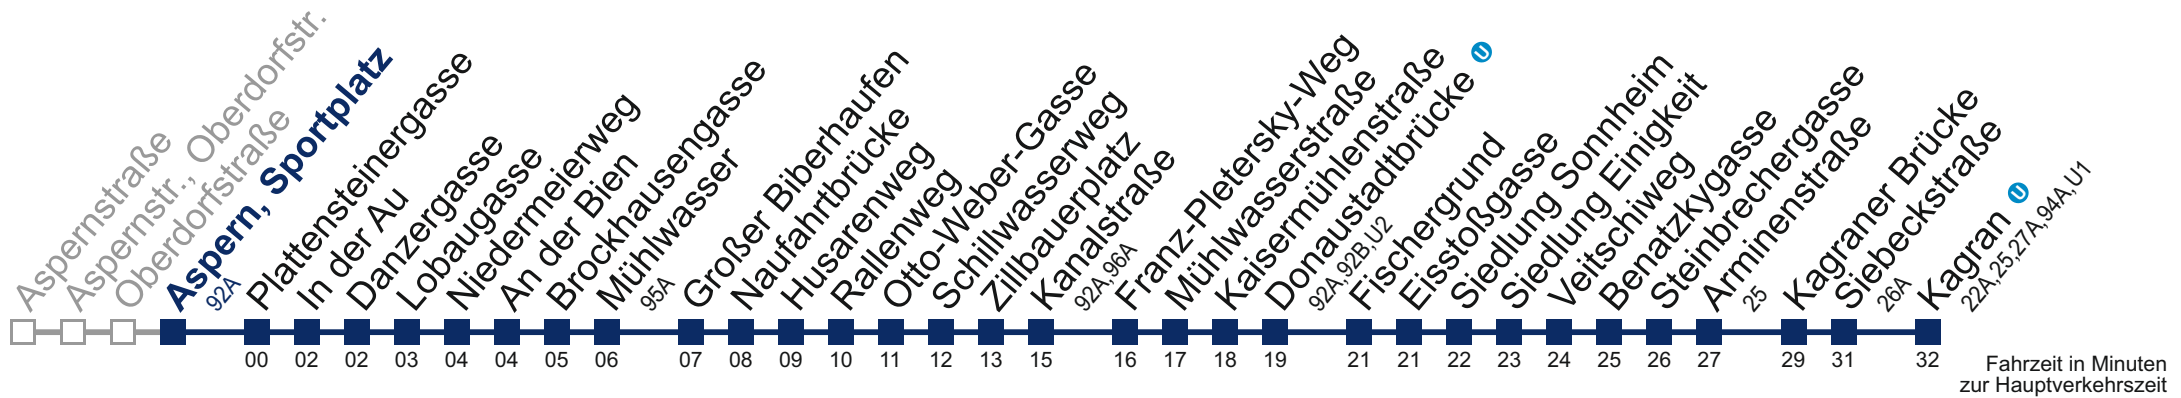 Aspernstraße
Aspernstr., Oberdorfstr.
Oberdorfstraße
Aspern, Sportplatz
92A
Plattensteinergasse
In der Au
Danzergasse
Lobaugasse
Niedermeierweg
An der Bien
Brockhausengasse
Mühlwasser
95A
Großer Biberhaufen
Naufahrtbrücke
Husarenweg
Rallenweg
Otto-Weber-Gasse
Schillwasserweg
Zillbauerplatz
Kanalstraße
92A,96A
Franz-Pletersky-Weg
Mühlwasserstraße
Kaisermühlenstraße
Donaustadtbrücke U
92A,92B,U2
Fischergrund
Eisstoßgasse
Siedlung Sonnheim
Siedlung Einigkeit
Veitschiweg
Benatzkygasse
Steinbrechergasse
Arminenstraße
25
Kagraner Brücke
Siebeckstraße
26A
Kagran U
22A,25,27A,94A,U1
00 02 02 03 04 04 05 06 07 08 09 10 11 12 13 15 16 17 18 19 21 21 22 23 24 25 26 27 29 31 32
Fahrzeit in Minuten
zur Hauptverkehrszeit